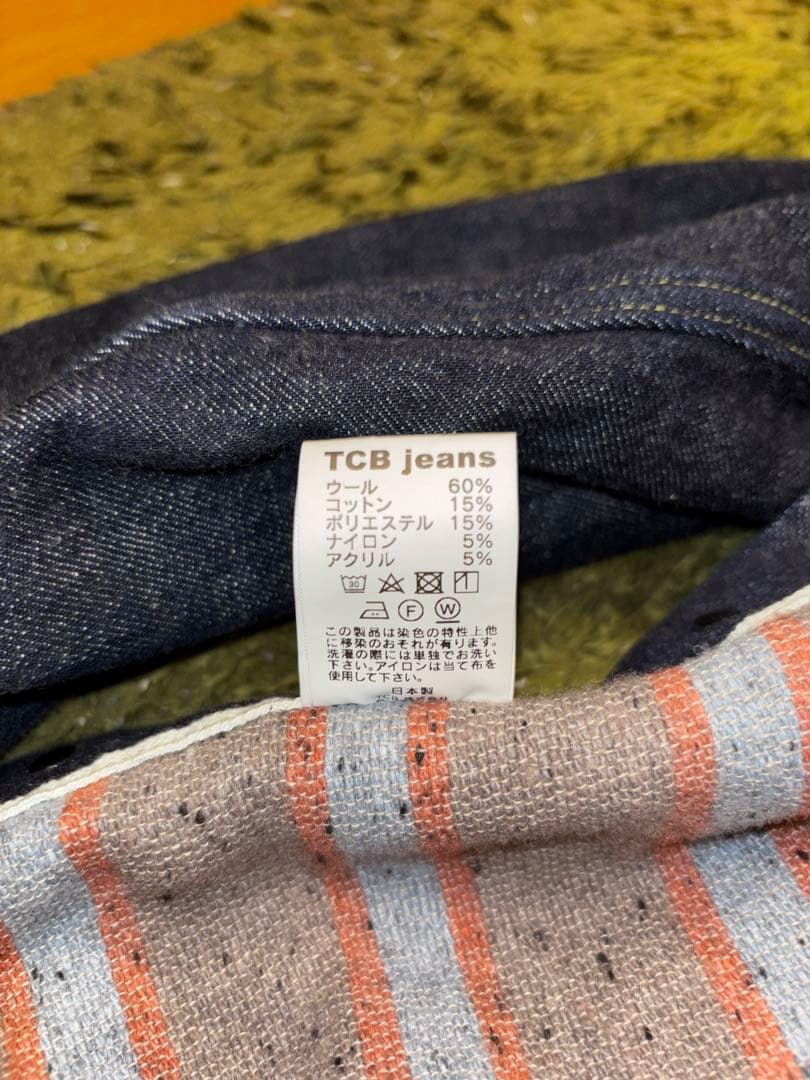 TCB jeans
ウール 60%
コットン 15%
ポリエステル 15%
ナイロン 5%
アクリル 5%
30
F W
この製品は染色の特性上他
に移染のおそれが有ります。
洗濯の際には単独でお洗い
下さい。アイロンは当て布を
使用して下さい。
日本製